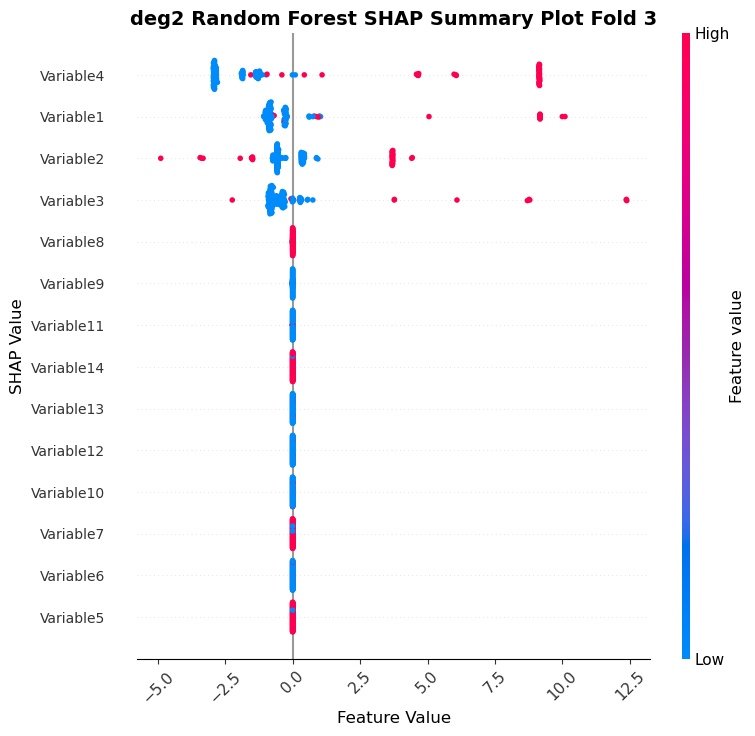 deg2 Random Forest SHAP Summary Plot Fold 3
High
Variable4
Variable1
Variable2
Variable3
Variable8
Variable9
Variable11
Variable14
Variable13
Variable12
Variable10
Variable7
Variable6
Variable5
SHAP Value
Feature value
Low
−5.0
−2.5
0.0
2.5
5.0
7.5
10.0
12.5
Feature Value